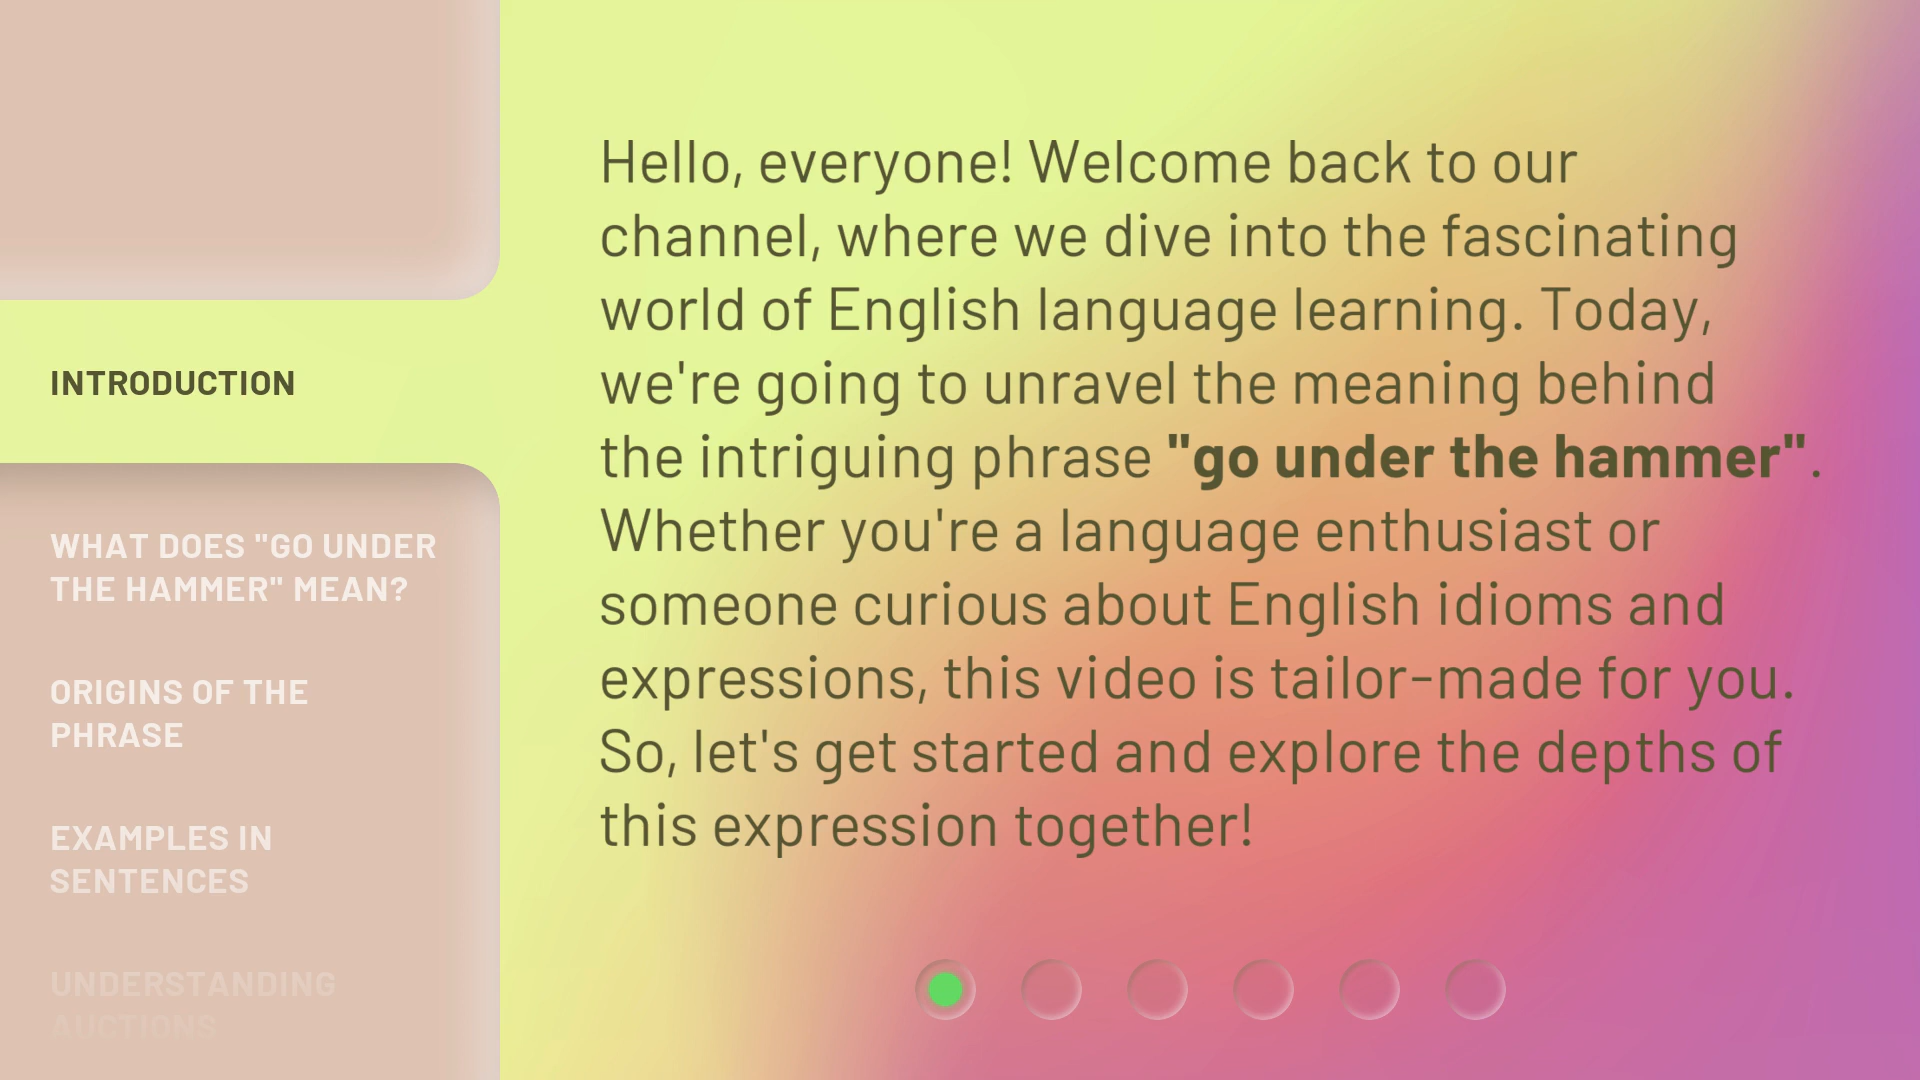 INTRODUCTION
WHAT DOES "GO UNDER
THE HAMMER" MEAN?
ORIGINS OF THE
PHRASE
EXAMPLES IN
SENTENCES
UNDERSTANDING
AUCTIONS
Hello, everyone! Welcome back to our
channel, where we dive into the fascinating
world of English language learning. Today,
we're going to unravel the meaning behind
the intriguing phrase "go under the hammer".
Whether you're a language enthusiast or
someone curious about English idioms and
expressions, this video is tailor-made for you.
So, let's get started and explore the depths of
this expression together!